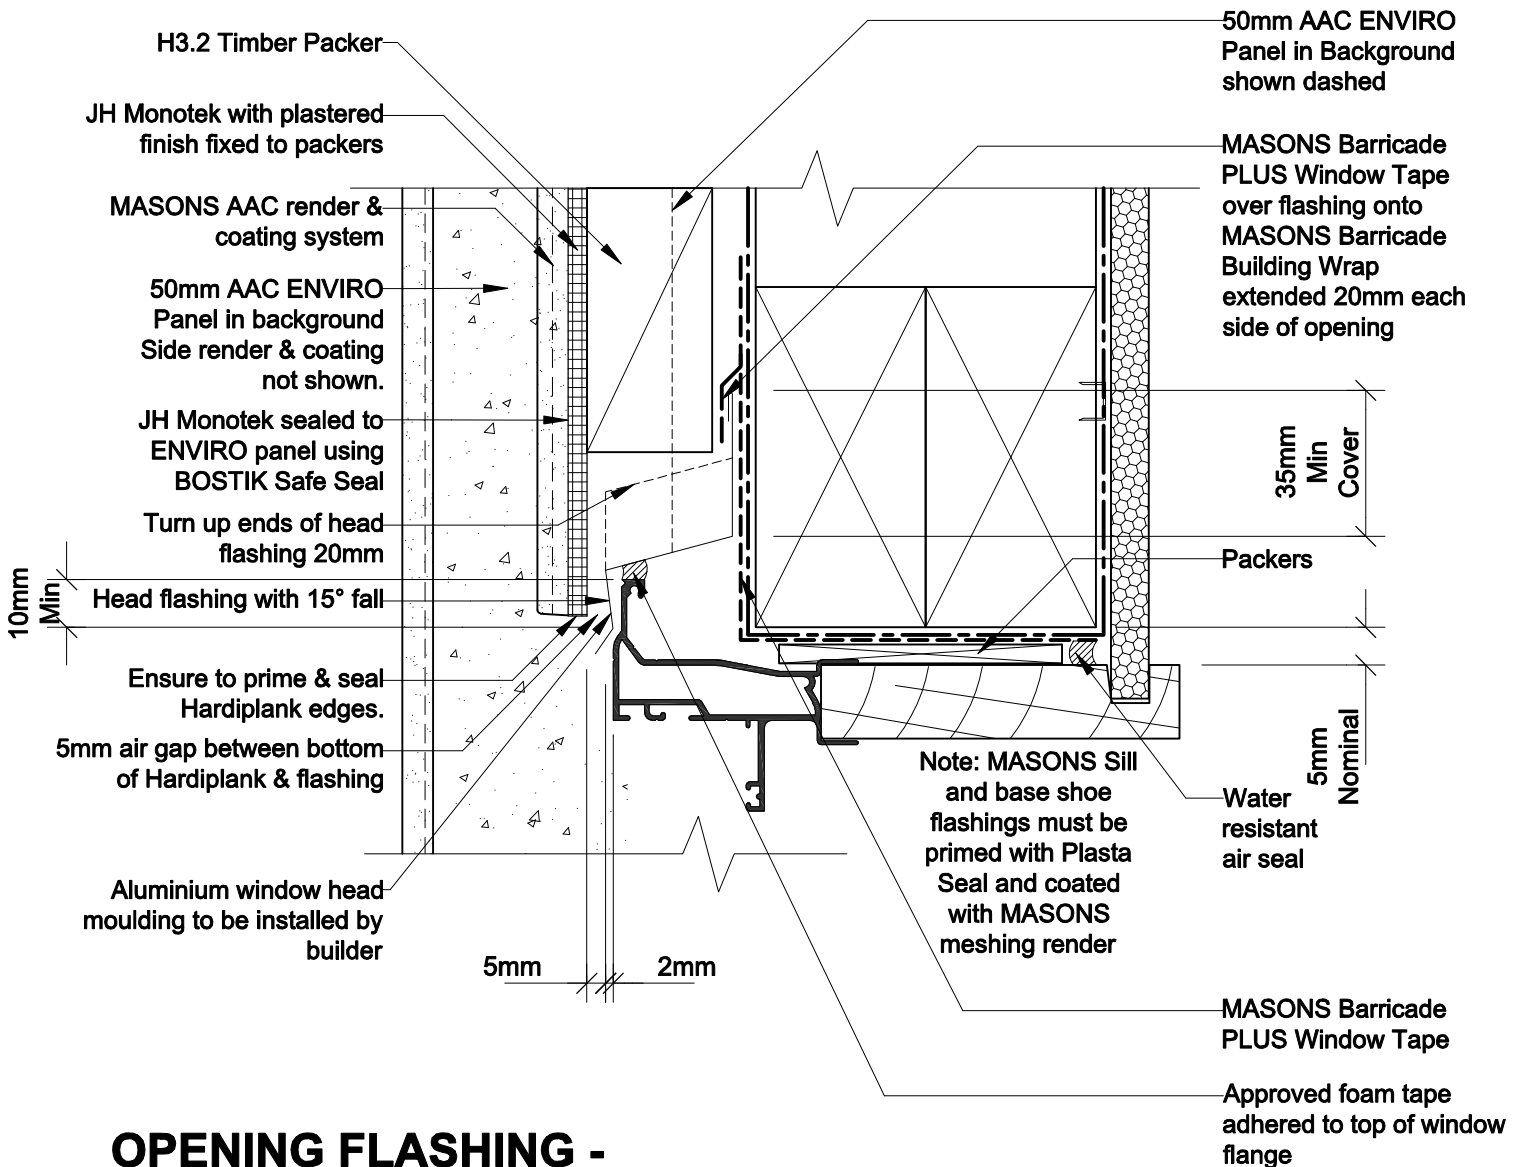 H3.2 Timber Packer
JH Monotek with plastered
finish fixed to packers
MASONS AAC render &
coating system
50mm AAC ENVIRO
Panel in background
Side render & coating
not shown.
JH Monotek sealed to
ENVIRO panel using
BOSTIK Safe Seal
Turn up ends of head
flashing 20mm
10mm
Min
Head flashing with 15° fall
Ensure to prime & seal
Hardiplank edges.
5mm air gap between bottom
of Hardiplank & flashing
Aluminium window head
moulding to be installed by
builder
5mm
2mm
50mm AAC ENVIRO
Panel in Background
shown dashed
MASONS Barricade
PLUS Window Tape
over flashing onto
MASONS Barricade
Building Wrap
extended 20mm each
side of opening
35mm
Min
Cover
Packers
5mm
Nominal
Water
resistant
air seal
Note: MASONS Sill
and base shoe
flashings must be
primed with Plasta
Seal and coated
with MASONS
meshing render
MASONS Barricade
PLUS Window Tape
Approved foam tape
adhered to top of window
flange
OPENING FLASHING -